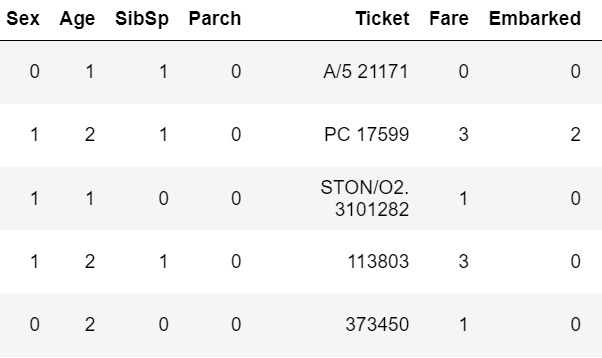 Sex Age SibSp Parch Ticket Fare Embarked
0 1 1 0 A/5 21171 0 0
1 2 1 0 PC 17599 3 2
1 1 0 0 STON/O2. 1 0
3101282
1 2 1 0 113803 3 0
0 2 0 0 373450 1 0